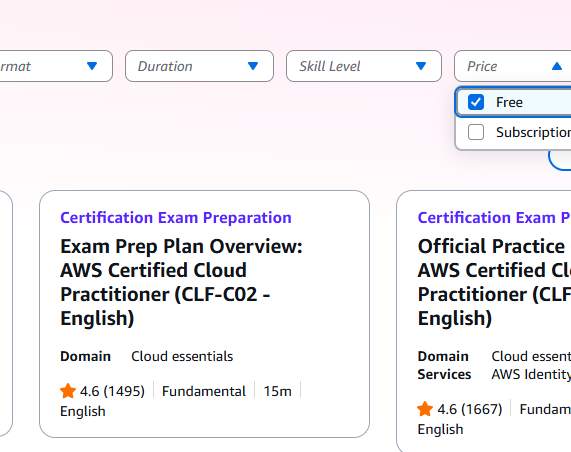 rmat
Duration
Skill Level
Price
Free
Subscription
Certification Exam Preparation
Exam Prep Plan Overview:
AWS Certified Cloud
Practitioner (CLF-C02 -
English)
Domain Cloud essentials
4.6 (1495) Fundamental 15m
English
Certification Exam P
Official Practice
AWS Certified Cl
Practitioner (CLF
English)
Domain Cloud essent
Services AWS Identity
4.6 (1667) Fundam
English